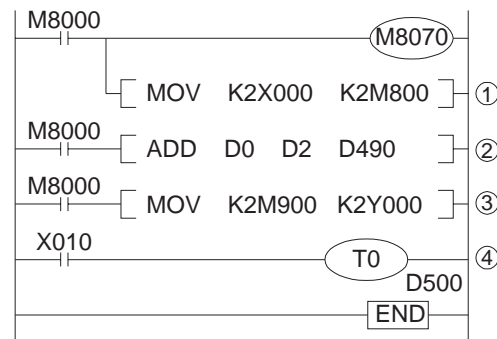 M8000
M8070
MOV K2X000 K2M800 ①
M8000
ADD D0 D2 D490 ②
M8000
MOV K2M900 K2Y000 ③
X010
T0 ④
D500
END